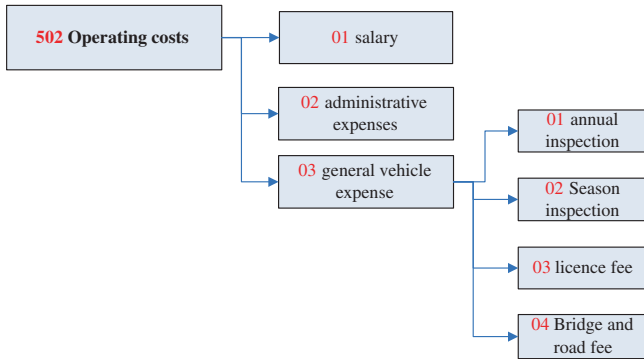 502 Operating costs
01 salary
02 administrative
expenses
03 general vehicle
expense
01 annual
inspection
02 Season
inspection
03 licence fee
04 Bridge and
road fee